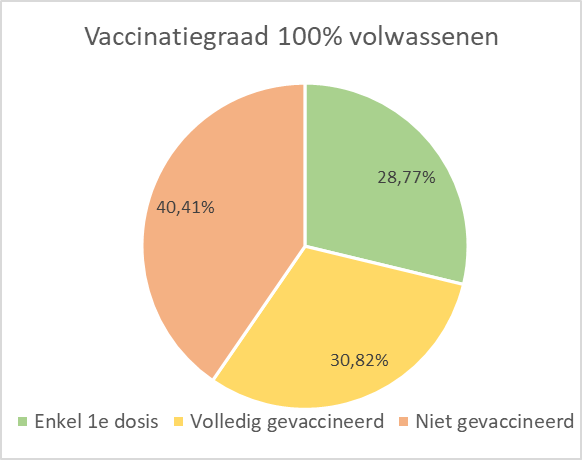 Vaccinatiegraad 100% volwassenen
28,77%
40,41%
30,82%
Enkel 1e dosis Volledig gevaccineerd Niet gevaccineerd